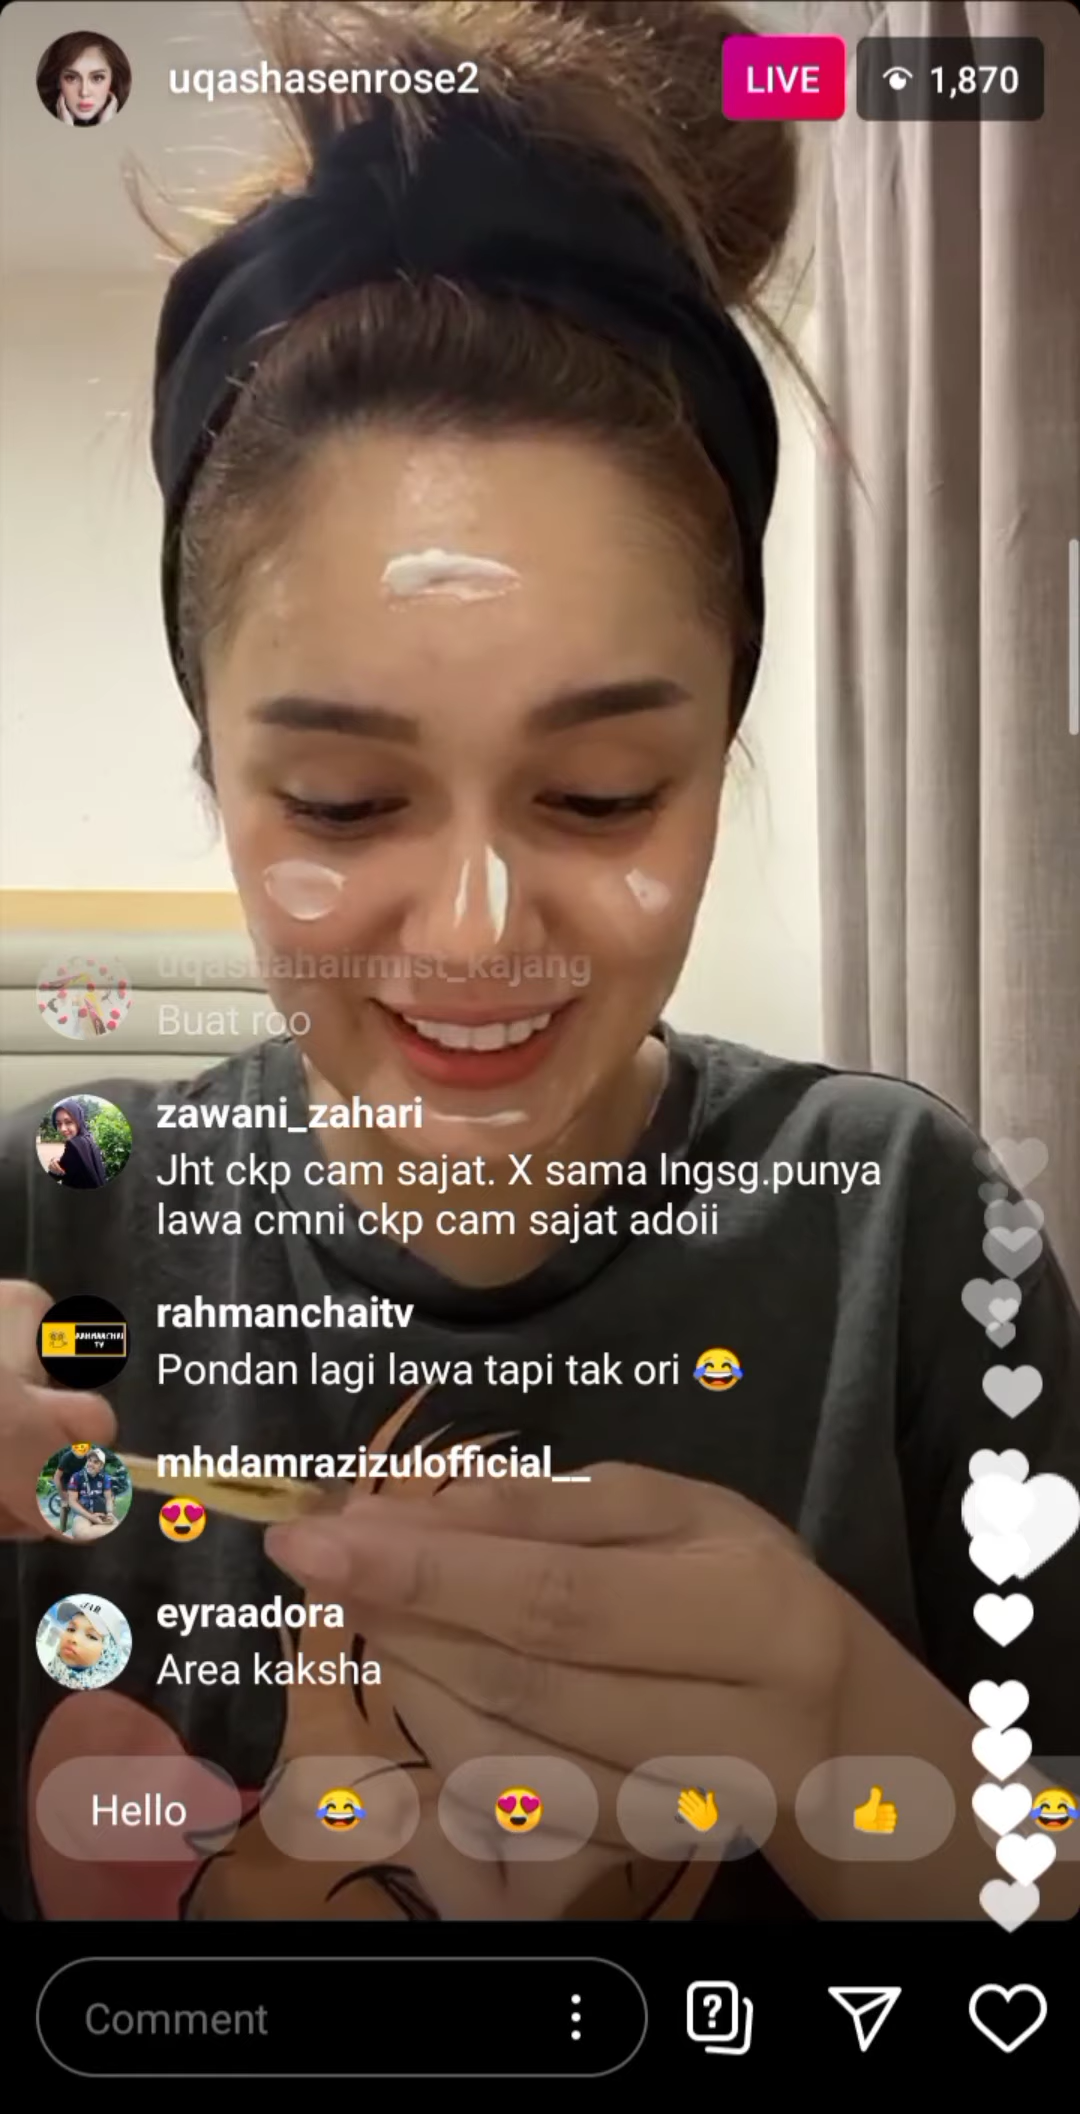 uqashasenrose2
LIVE
1,870
uqashahairmist_kajang
Buat roo
zawani_zahari
Jht ckp cam sajat. X sama lngsg.punya
lawa cmni ckp cam sajat adoii
rahmanchaitv
Pondan lagi lawa tapi tak ori 😂
mhdamrazizulofficial__
😍
eyraadora
Area kaksha
Hello 😂 😍 👋 👍 😂
Comment